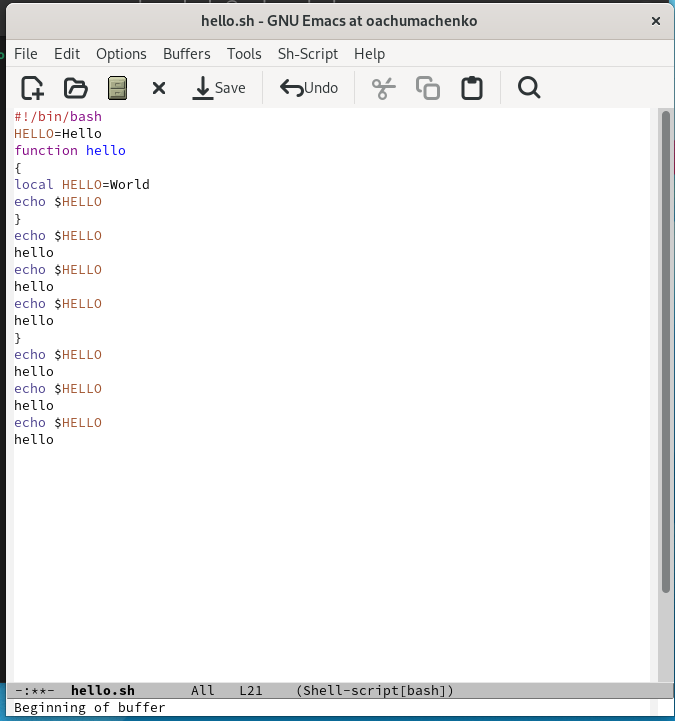 hello.sh - GNU Emacs at oachumachenko
File Edit Options Buffers Tools Sh-Script Help
Save Undo
#!/bin/bash
HELLO=Hello
function hello
{
local HELLO=World
echo $HELLO
}
echo $HELLO
hello
echo $HELLO
hello
echo $HELLO
hello
}
echo $HELLO
hello
echo $HELLO
hello
echo $HELLO
hello
-:**- hello.sh All L21 (Shell-script[bash])
Beginning of buffer